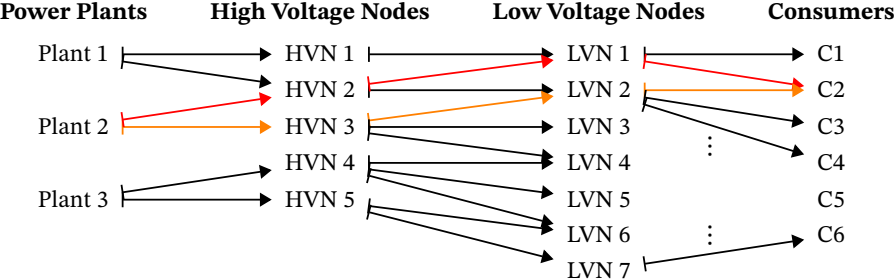 Power Plants High Voltage Nodes Low Voltage Nodes Consumers
Plant 1 HVN 1 LVN 1 C1
HVN 2 LVN 2 C2
Plant 2 HVN 3 LVN 3 C3
HVN 4 LVN 4 C4
Plant 3 HVN 5 LVN 5 C5
LVN 6 C6
LVN 7